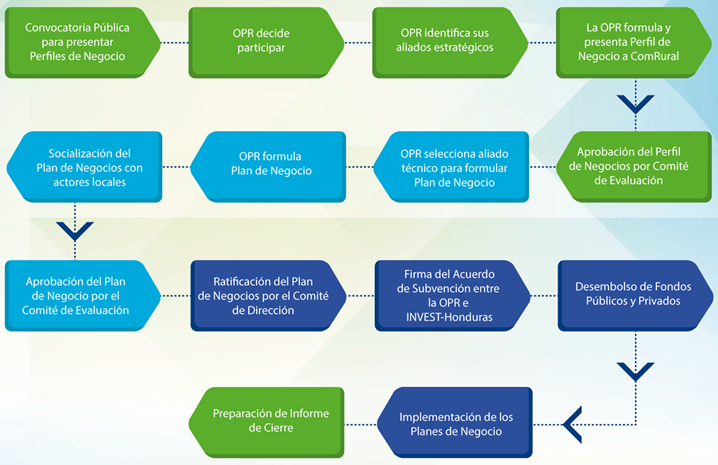 Convocatoria Pública
para presentar
Perfiles de Negocio
OPR decide
participar
OPR identifica sus
aliados estratégicos
La OPR formula y
presenta Perfil de
Negocio a ComRural
Aprobación del Perfil
de Negocios por Comité
de Evaluación
OPR selecciona aliado
técnico para formular
Plan de Negocio
OPR formula
Plan de Negocio
Socialización del
Plan de Negocios con
actores locales
Aprobación del Plan
de Negocio por el
Comité de Evaluación
Ratificación del Plan
de Negocios por el Comité
de Dirección
Firma del Acuerdo
de Subvención entre
la OPR e
INVEST-Honduras
Desembolso de Fondos
Públicos y Privados
Implementación de los
Planes de Negocio
Preparación de Informe
de Cierre